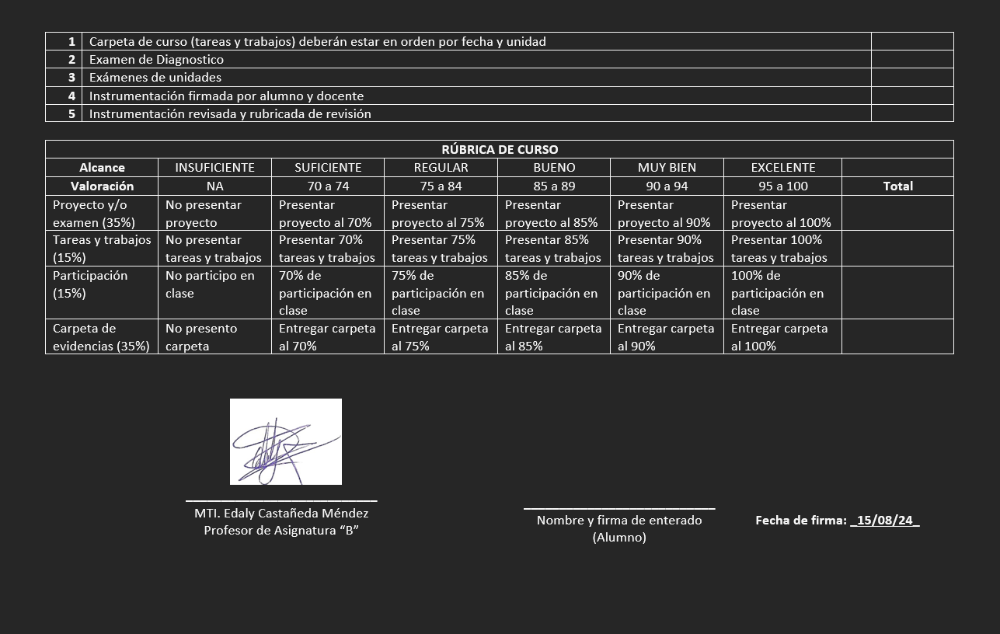 1 Carpeta de curso (tareas y trabajos) deberán estar en orden por fecha y unidad
2 Examen de Diagnostico
3 Exámenes de unidades
4 Instrumentación firmada por alumno y docente
5 Instrumentación revisada y rubricada de revisión
RÚBRICA DE CURSO
Alcance INSUFICIENTE SUFICIENTE REGULAR BUENO MUY BIEN EXCELENTE
Valoración NA 70 a 74 75 a 84 85 a 89 90 a 94 95 a 100 Total
Proyecto y/o No presentar Presentar Presentar Presentar Presentar Presentar
examen (35%) proyecto proyecto al 70% proyecto al 75% proyecto al 85% proyecto al 90% proyecto al 100%
Tareas y trabajos No presentar Presentar 70% Presentar 75% Presentar 85% Presentar 90% Presentar 100%
(15%) tareas y trabajos tareas y trabajos tareas y trabajos tareas y trabajos tareas y trabajos tareas y trabajos
Participación No participo en 70% de 75% de 85% de 90% de 100% de
(15%) clase participación en participación en participación en participación en participación en
clase clase clase clase clase
Carpeta de No presento Entregar carpeta Entregar carpeta Entregar carpeta Entregar carpeta Entregar carpeta
evidencias (35%) carpeta al 70% al 75% al 85% al 90% al 100%
MTI. Edaly Castañeda Méndez
Profesor de Asignatura “B”
Nombre y firma de enterado
(Alumno)
Fecha de firma: _15/08/24_